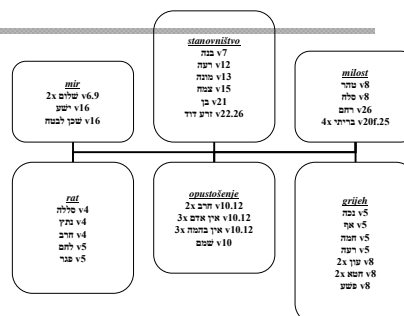 stanovništvo
בנה v7
רעה v12
מונה v13
צמח v15
בן v21
זרע דוד v22.26
mir
2x שלום v6.9
ישע v16
שכן לבטח v16
milost
טהר v8
סלח v8
רחם v26
4x בריתי v20f.25
rat
סללה v4
נתץ v4
חרב v4
לחם v5
פגר v5
opustošenje
2x חרב v10.12
3x אין אדם v10.12
3x אין בהמה v10.12
שמם v10
grijeh
נכה v5
אף v5
חמה v5
רעה v5
2x עון v8
2x חטא v8
פשע v8